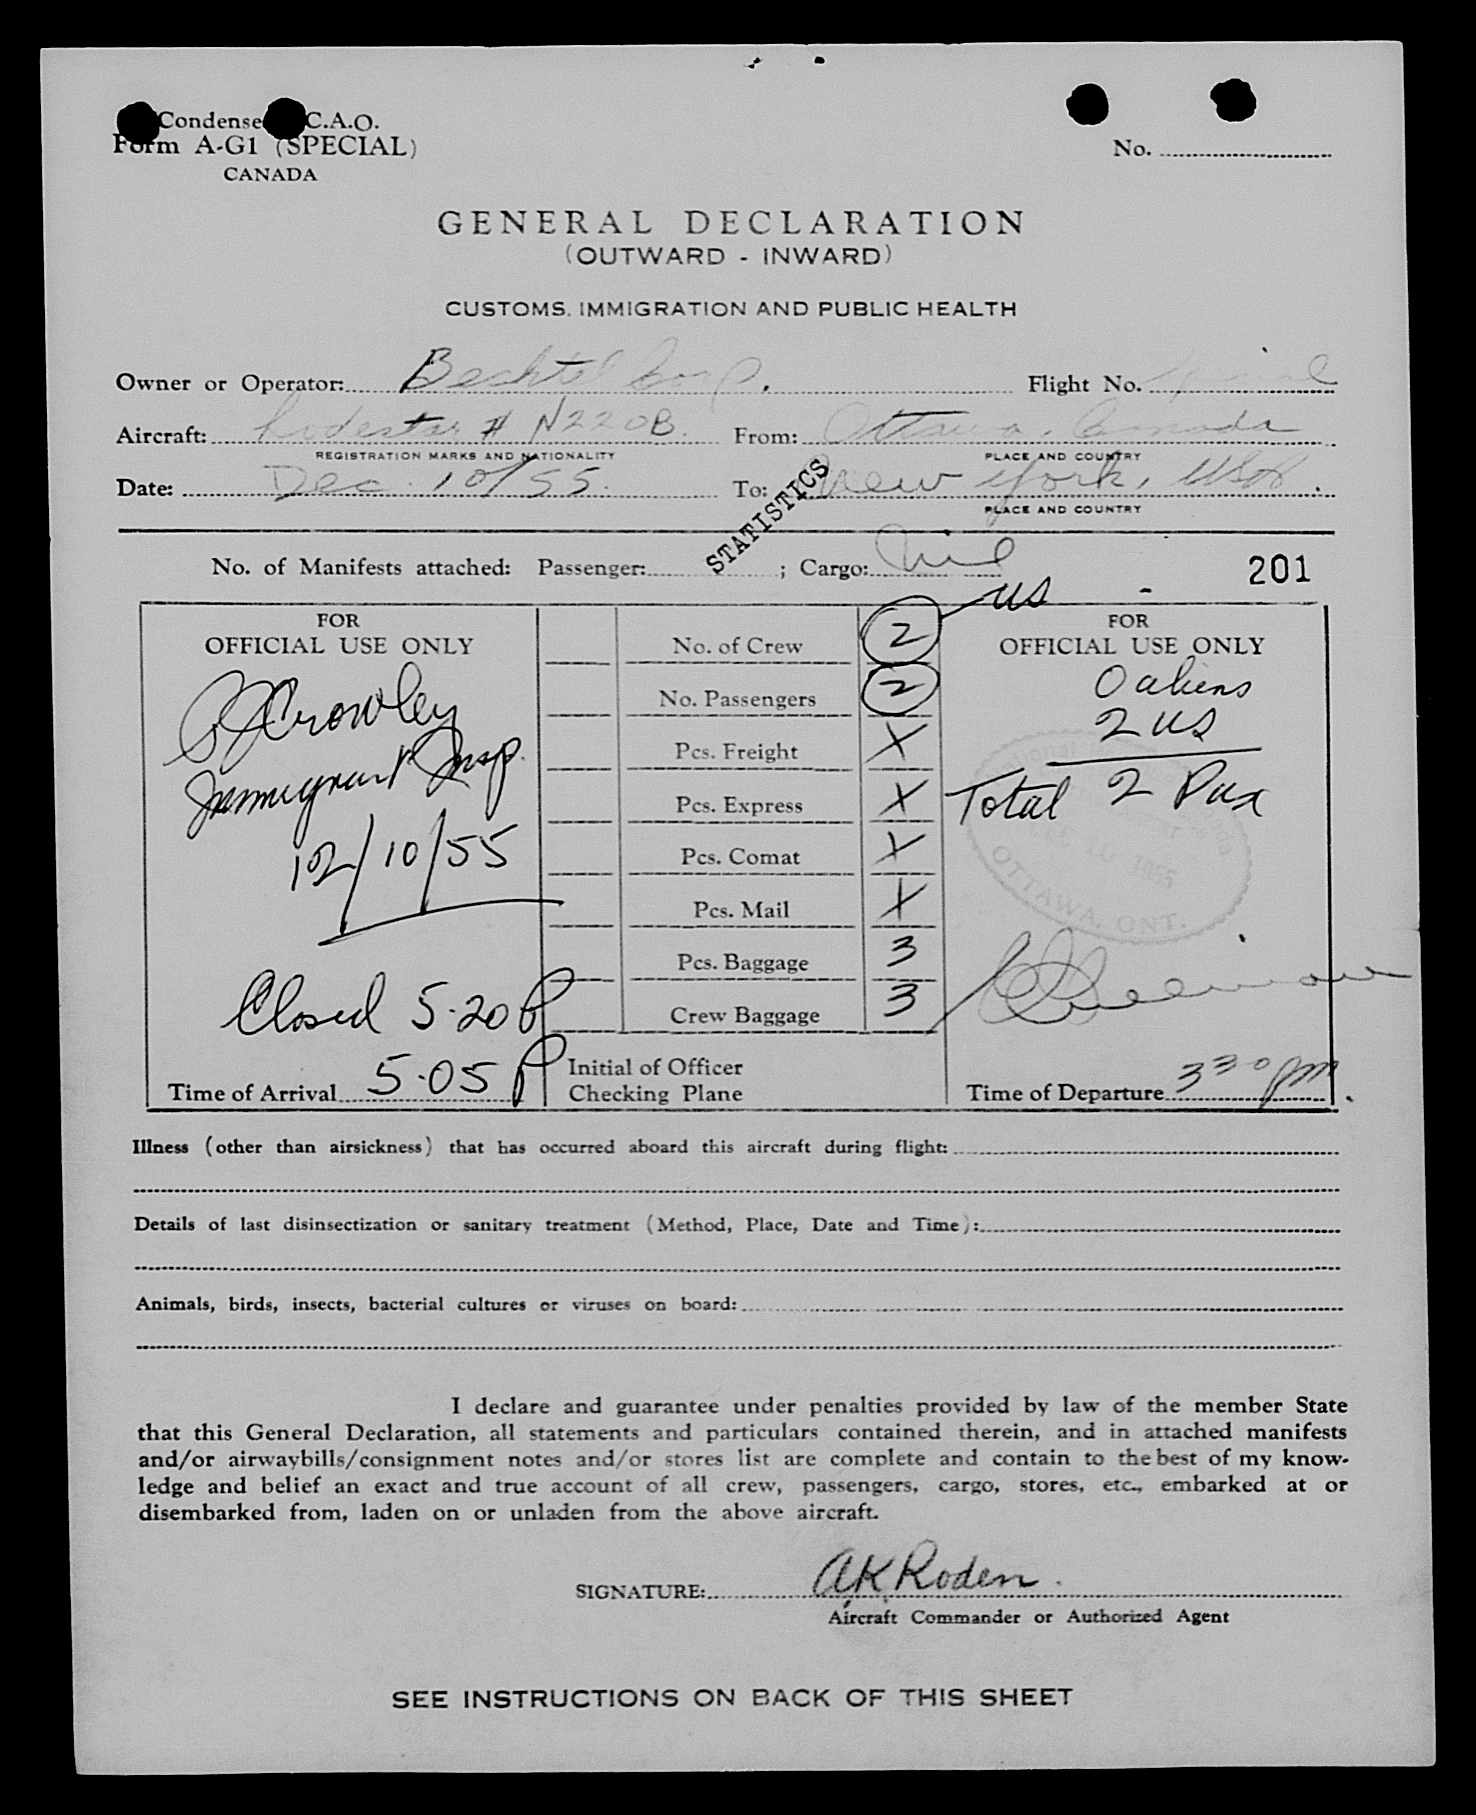 Condense C.A.O.
Form A-G1 (SPECIAL)
CANADA
No.
GENERAL DECLARATION
(OUTWARD - INWARD)
CUSTOMS, IMMIGRATION AND PUBLIC HEALTH
Owner or Operator: Bechtel Corp. Flight No.
Aircraft: Lodestar # N220B. From: Ottawa, Canada
REGISTRATION MARKS AND NATIONALITY PLACE AND COUNTRY
Date: Dec 10/55. To: New York, USA.
PLACE AND COUNTRY
STATISTICS
No. of Manifests attached: Passenger: ; Cargo: Nil
201
US
FOR
OFFICIAL USE ONLY
Crowley
Immigrant Insp.
12/10/55
Closed 5·20 P
Time of Arrival 5·05 P
No. of Crew 2
No. Passengers 2
Pcs. Freight X
Pcs. Express X
Pcs. Comat X
Pcs. Mail X
Pcs. Baggage 3
Crew Baggage 3
Initial of Officer
Checking Plane
FOR
OFFICIAL USE ONLY
0 aliens
2 US
Total 2 Pax
1955
OTTAWA, ONT.
Time of Departure 330 pm.
Illness (other than airsickness) that has occurred aboard this aircraft during flight:
Details of last disinsectization or sanitary treatment (Method, Place, Date and Time):
Animals, birds, insects, bacterial cultures or viruses on board:
I declare and guarantee under penalties provided by law of the member State
that this General Declaration, all statements and particulars contained therein, and in attached manifests
and/or airwaybills/consignment notes and/or stores list are complete and contain to the best of my know-
ledge and belief an exact and true account of all crew, passengers, cargo, stores, etc., embarked at or
disembarked from, laden on or unladen from the above aircraft.
SIGNATURE: AK Roden.
Aircraft Commander or Authorized Agent
SEE INSTRUCTIONS ON BACK OF THIS SHEET